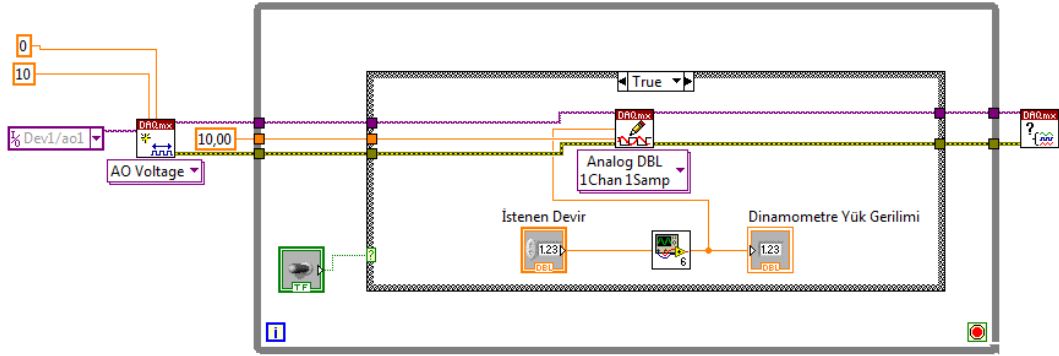 0
10
DAQmx
I/0 Dev1/ao1
AO Voltage
10,00
True
DAQmx
Analog DBL
1Chan 1Samp
DAQmx
?
İstenen Devir
1.23
DBL
6
Dinamometre Yük Gerilimi
1.23
DBL
?
TF
i